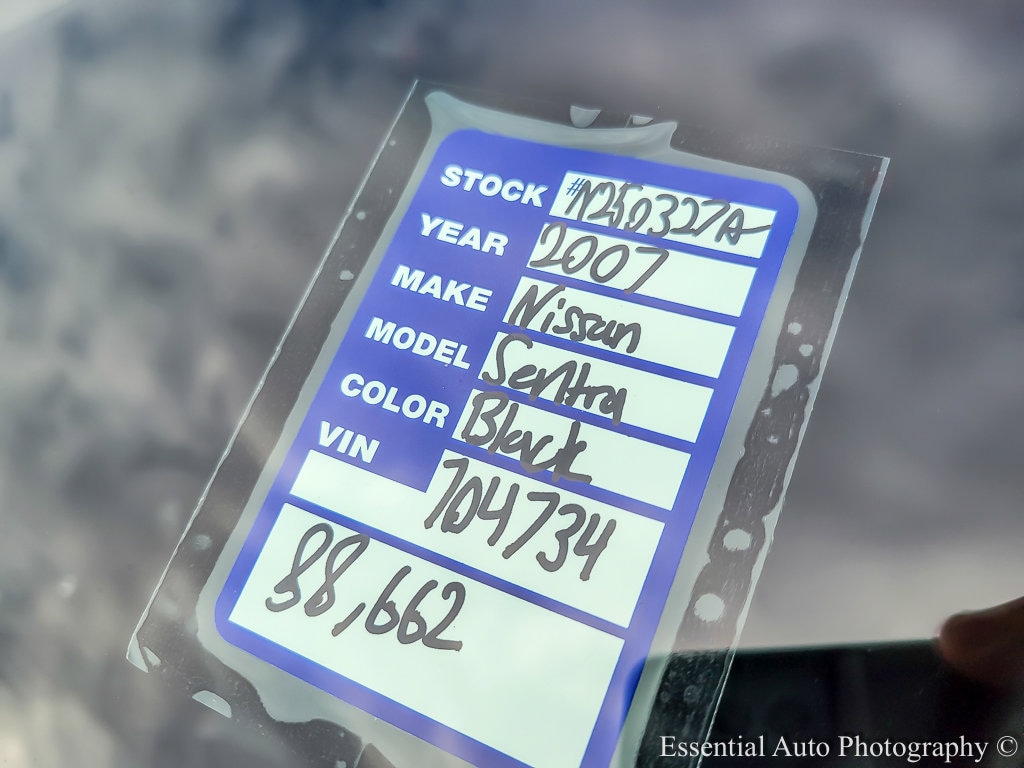 STOCK #N250327A
YEAR 2007
MAKE Nissan
MODEL Sentra
COLOR Black
VIN 704734
88,662
Essential Auto Photography ©